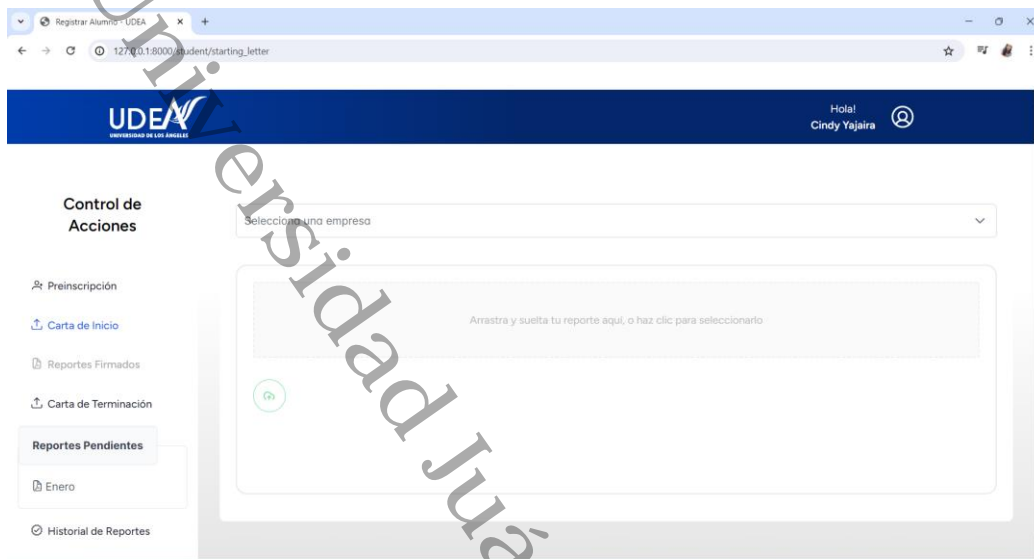 Registrar Alumno - UDEA
127.0.0.1:8000/student/starting_letter
UDEA
UNIVERSIDAD DE LOS ÁNGELES
Hola!
Cindy Yajaira
Control de
Acciones
Selecciona una empresa
Preinscripción
Arrastra y suelta tu reporte aquí, o haz clic para seleccionarlo
Carta de Inicio
Reportes Firmados
Carta de Terminación
Reportes Pendientes
Enero
Historial de Reportes
Universidad Juá